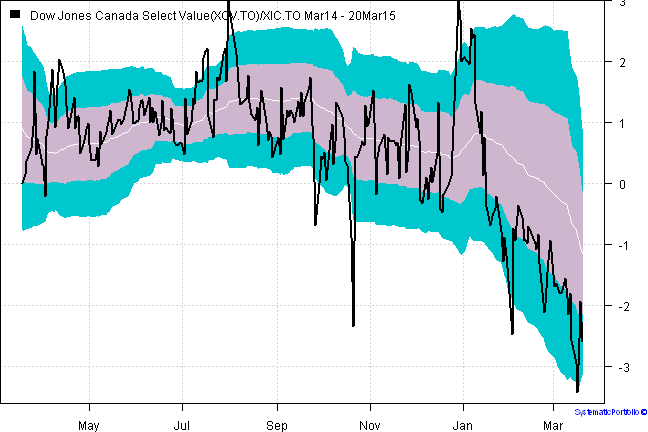 Dow Jones Canada Select Value(XCV.TO)/XIC.TO Mar14 - 20Mar15
3
2
1
0
-1
-2
-3
May Jul Sep Nov Jan Mar
SystematicPortfolio ©